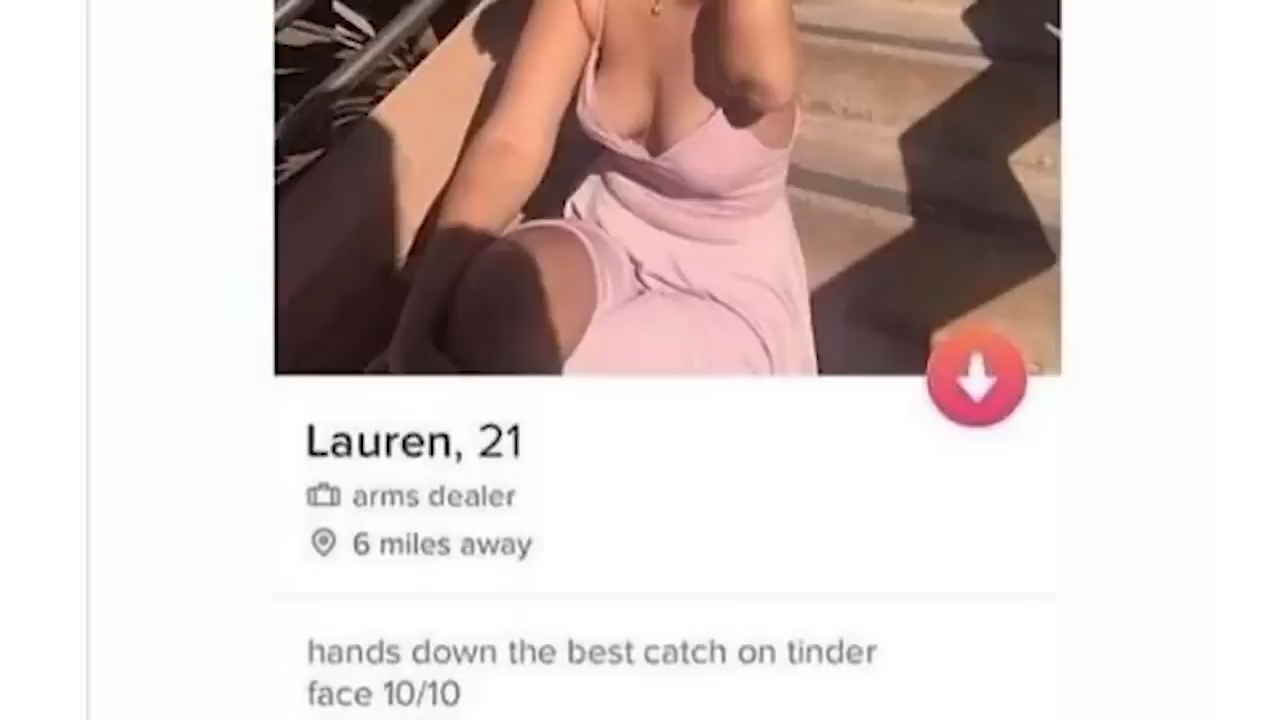 Lauren, 21
arms dealer
6 miles away
hands down the best catch on tinder
face 10/10